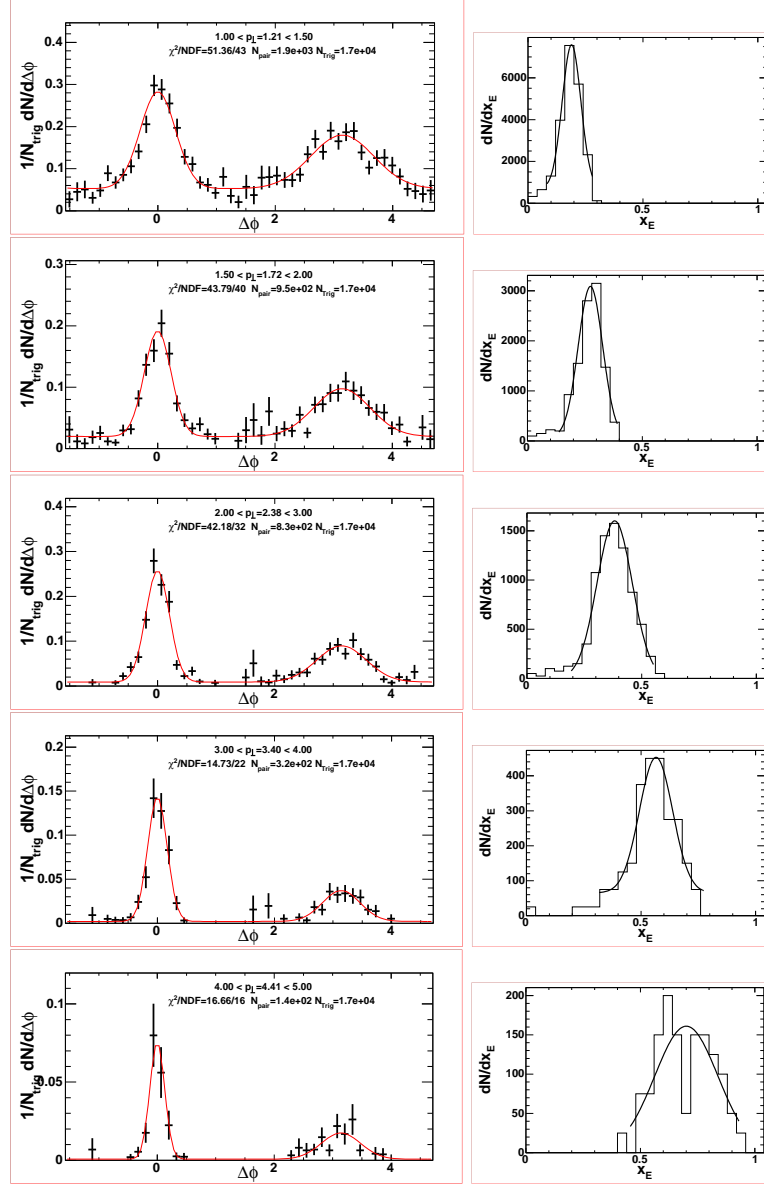 1.00 < p_L=1.21 < 1.50
χ²/NDF=51.36/43 N_pair=1.9e+03 N_Trig=1.7e+04
1/N_trig dN/dΔφ
0.4
0.3
0.2
0.1
0
0 2 4
Δφ
dN/dx_E
6000
4000
2000
0
0 0.5 1
x_E
1.50 < p_L=1.72 < 2.00
χ²/NDF=43.79/40 N_pair=9.5e+02 N_Trig=1.7e+04
1/N_trig dN/dΔφ
0.3
0.2
0.1
0
0 2 4
Δφ
dN/dx_E
3000
2000
1000
0
0 0.5 1
x_E
2.00 < p_L=2.38 < 3.00
χ²/NDF=42.18/32 N_pair=8.3e+02 N_Trig=1.7e+04
1/N_trig dN/dΔφ
0.4
0.3
0.2
0.1
0
0 2 4
Δφ
dN/dx_E
1500
1000
500
0
0 0.5 1
x_E
3.00 < p_L=3.40 < 4.00
χ²/NDF=14.73/22 N_pair=3.2e+02 N_Trig=1.7e+04
1/N_trig dN/dΔφ
0.2
0.15
0.1
0.05
0
0 2 4
Δφ
dN/dx_E
400
300
200
100
0
0 0.5 1
x_E
4.00 < p_L=4.41 < 5.00
χ²/NDF=16.66/16 N_pair=1.4e+02 N_Trig=1.7e+04
1/N_trig dN/dΔφ
0.1
0.05
0
0 2 4
Δφ
dN/dx_E
200
150
100
50
0
0 0.5 1
x_E